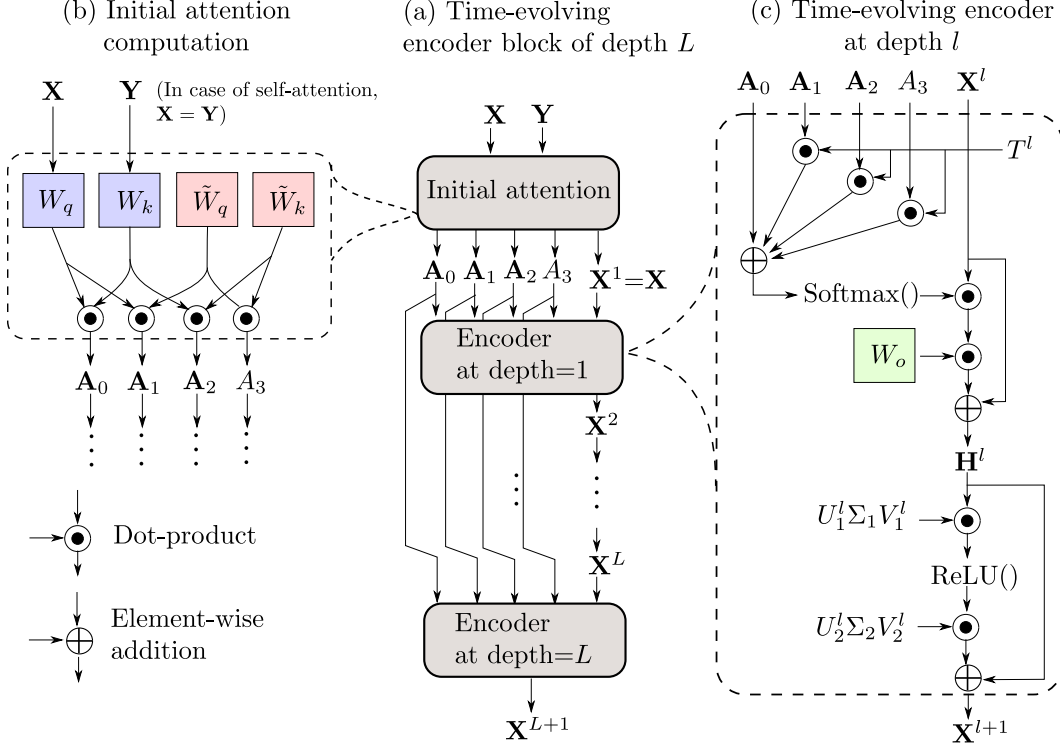 (b) Initial attention
computation
X
Y
(In case of self-attention,
X = Y)
W_q
W_k
W̃_q
W̃_k
A_0
A_1
A_2
A_3
Dot-product
Element-wise
addition
(a) Time-evolving
encoder block of depth L
X
Y
Initial attention
A_0
A_1
A_2
A_3
X^1=X
Encoder
at depth=1
X^2
X^L
Encoder
at depth=L
X^{L+1}
(c) Time-evolving encoder
at depth l
A_0
A_1
A_2
A_3
X^l
T^l
Softmax()
W_o
H^l
U_1^l Σ_1 V_1^l
ReLU()
U_2^l Σ_2 V_2^l
X^{l+1}